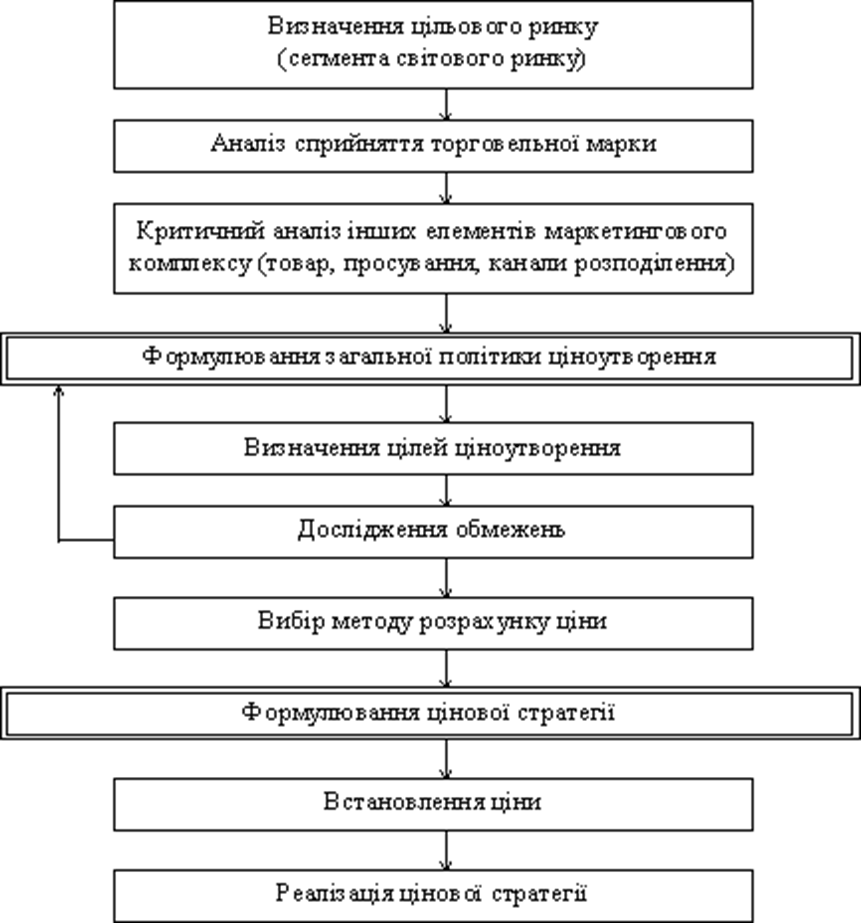 Визначення цільового ринку
(сегмента світового ринку)
Аналіз сприйняття торговельної марки
Критичний аналіз інших елементів маркетингового
комплексу (товар, просування, канали розподілення)
Формулювання загальної політики ціноутворення
Визначення цілей ціноутворення
Дослідження обмежень
Вибір методу розрахунку ціни
Формулювання цінової стратегії
Встановлення ціни
Реалізація цінової стратегії